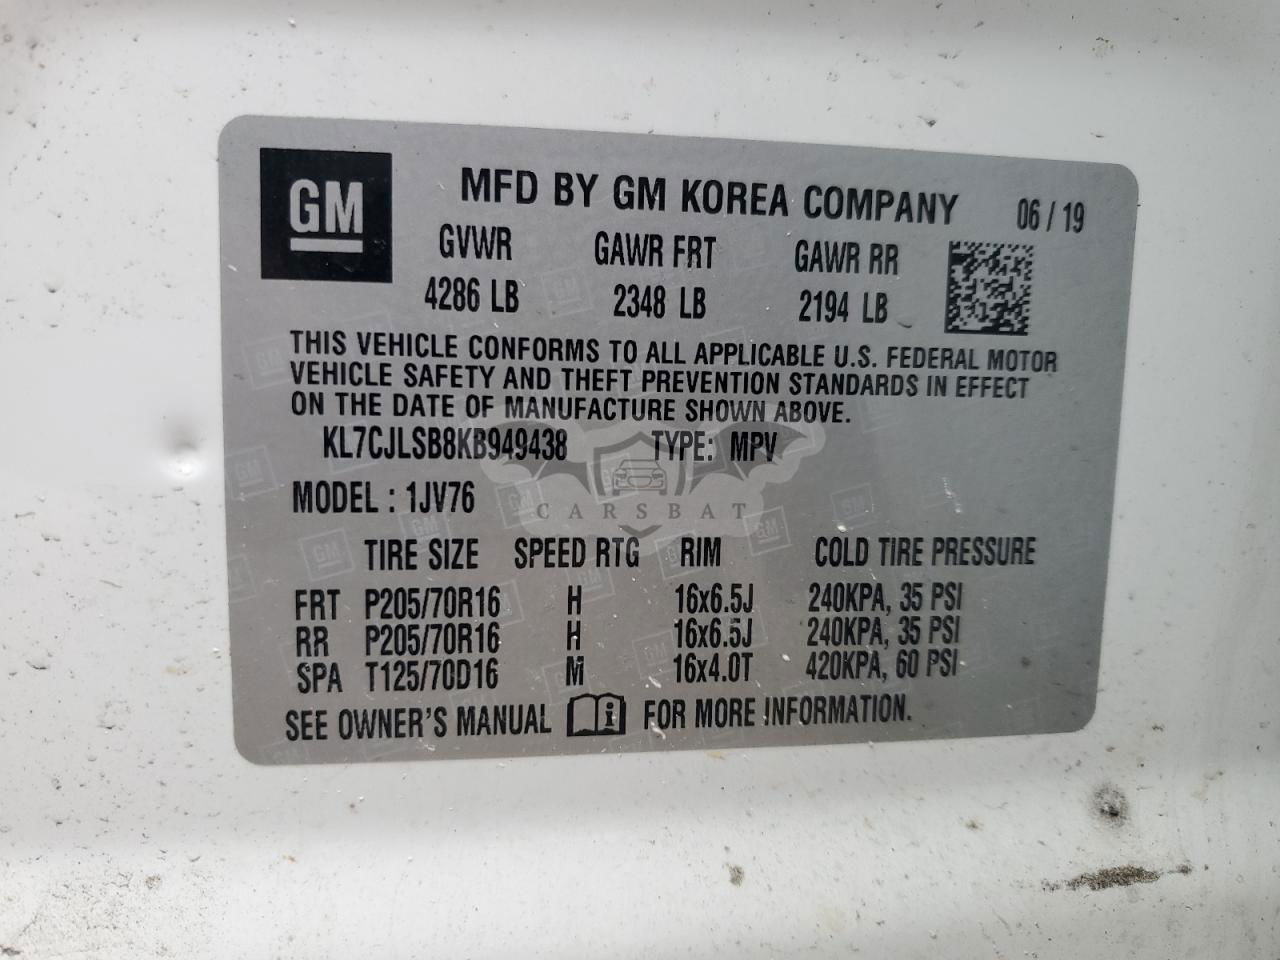 GM
MFD BY GM KOREA COMPANY 06 / 19
GVWR GAWR FRT GAWR RR
4286 LB 2348 LB 2194 LB
THIS VEHICLE CONFORMS TO ALL APPLICABLE U.S. FEDERAL MOTOR
VEHICLE SAFETY AND THEFT PREVENTION STANDARDS IN EFFECT
ON THE DATE OF MANUFACTURE SHOWN ABOVE.
KL7CJLSB8KB949438 TYPE: MPV
MODEL : 1JV76
CARSBAT
TIRE SIZE SPEED RTG RIM COLD TIRE PRESSURE
FRT P205/70R16 H 16x6.5J 240KPA, 35 PSI
RR P205/70R16 H 16x6.5J 240KPA, 35 PSI
SPA T125/70D16 M 16x4.0T 420KPA, 60 PSI
SEE OWNER'S MANUAL i FOR MORE INFORMATION.